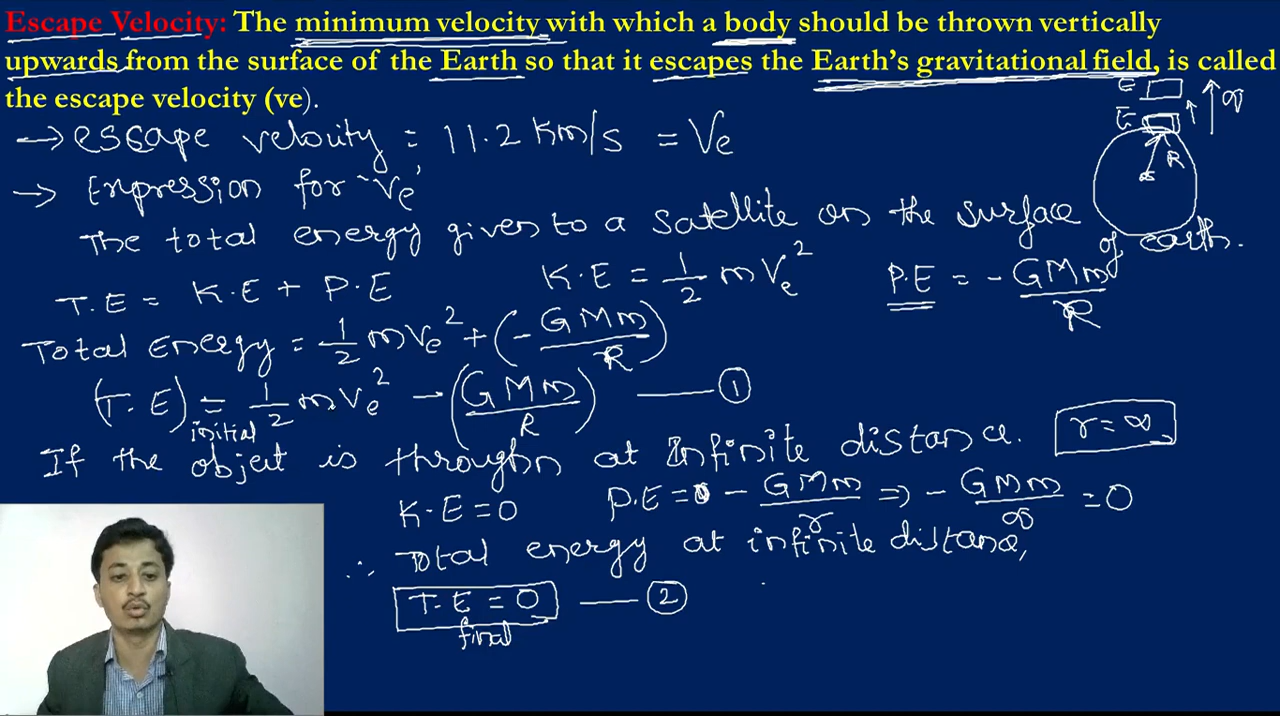 Escape Velocity: The minimum velocity with which a body should be thrown vertically
upwards from the surface of the Earth so that it escapes the Earth's gravitational field, is called
the escape velocity (ve).
→ escape velocity = 11.2 Km/s = Ve
→ Expression for "Ve"
The total energy given to a satellite on the surface of earth.
R
∞
T.E = K.E + P.E
K.E = 1/2 mVe²
P.E = - GMm/R
Total energy = 1/2 mVe² + (- GMm/R)
(T.E)initial = 1/2 mVe² - (GMm/R) —— ①
If the object is throughn at Infinite distance. r = ∞
K.E = 0 P.E = - GMm/r ⇒ - GMm/∞ = 0
∴ Total energy at infinite distance,
T.E final = 0 —— ②